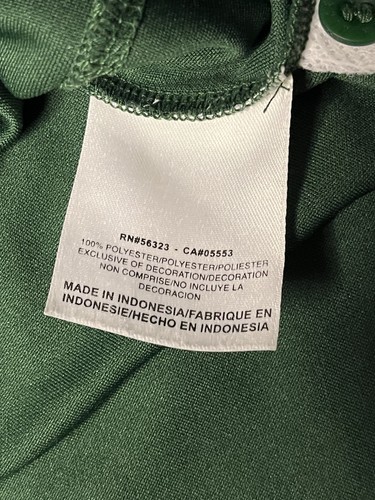 RN#56323 - CA#05553
100% POLYESTER/POLYESTER/POLIESTER
EXCLUSIVE OF DECORATION/DECORATION
NON COMPRISE/NO INCLUYE LA
DECORACION
MADE IN INDONESIA/FABRIQUE EN
INDONESIE/HECHO EN INDONESIA